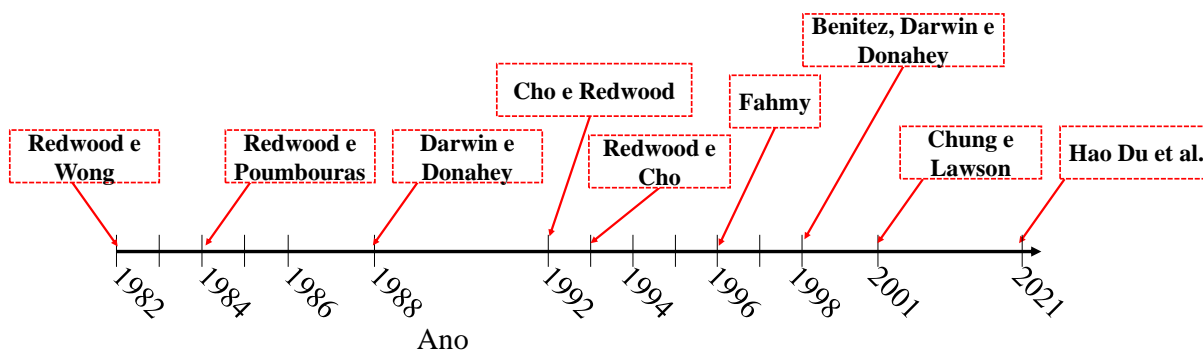 Benitez, Darwin e
Donahey
Cho e Redwood
Fahmy
Redwood e
Wong
Redwood e
Poumbouras
Darwin e
Donahey
Redwood e
Cho
Chung e
Lawson
Hao Du et al.
1982
1984
1986
1988
1992
1994
1996
1998
2001
2021
Ano